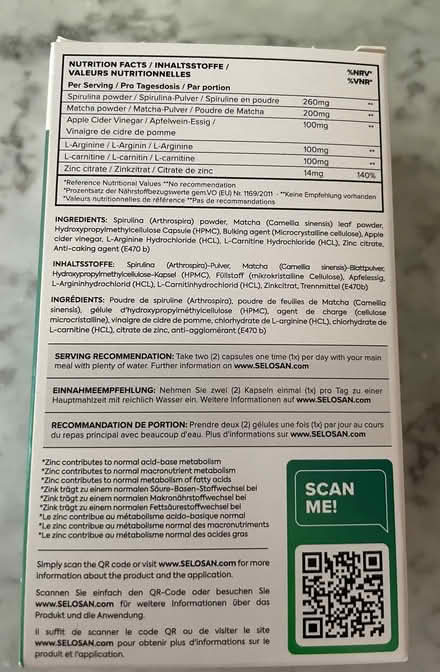 NUTRITION FACTS / INHALTSSTOFFE /
VALEURS NUTRITIONNELLES
%NRV*
%VNR*
Per Serving / Pro Tagesdosis / Par portion
Spirulina powder / Spirulina-Pulver / Spiruline en poudre 260mg **
Matcha powder / Matcha-Pulver / Poudre de Matcha 200mg **
Apple Cider Vinegar / Apfelwein-Essig / 100mg **
Vinaigre de cidre de pomme
L-Arginine / L-Arginin / L-Arginine 100mg **
L-carnitine / L-carnitin / L-carnitine 100mg **
Zinc citrate / Zinkzitrat / Citrate de zinc 14mg 140%
*Reference Nutritional Values **No recommendation
*Prozentsatz der Nährstoffbezugswerte gem.VO (EU) Nr. 1169/2011 - **Keine Empfehlung vorhanden
*Valeurs nutritionnelles de référence **Pas de recommandations
INGREDIENTS: Spirulina (Arthrospira) powder, Matcha (Camellia sinensis) leaf powder,
Hydroxypropylmethylcellulose Capsule (HPMC), Bulking agent (Microcrystalline cellulose), Apple
cider vinegar, L-Arginine Hydrochloride (HCL), L-Carnitine Hydrochloride (HCL), Zinc citrate,
Anti-caking agent (E470 b)
INHALTSSTOFFE: Spirulina (Arthrospira)-Pulver, Matcha (Camellia sinensis)-Blattpulver,
Hydroxypropylmethylcellulose-Kapsel (HPMC), Füllstoff (mikrokristalline Cellulose), Apfelessig,
L-Argininhydrochlorid (HCL), L-Carnitinhydrochlorid (HCL), Zinkcitrat, Trennmittel (E470b)
INGRÉDIENTS: Poudre de spiruline (Arthrospira), poudre de feuilles de Matcha (Camellia
sinensis), gélule d'hydroxypropylméthylcellulose (HPMC), agent de charge (cellulose
microcristalline), vinaigre de cidre de pomme, chlorhydrate de L-arginine (HCL), chlorhydrate de
L-carnitine (HCL), citrate de zinc, anti-agglomérant (E470 b)
SERVING RECOMMENDATION: Take two (2) capsules one time (1x) per day with your main
meal with plenty of water. Further information on www.SELOSAN.com
EINNAHMEEMPFEHLUNG: Nehmen Sie zwei (2) Kapseln einmal (1x) pro Tag zu einer
Hauptmahlzeit mit reichlich Wasser ein. Weitere Informationen auf www.SELOSAN.com
RECOMMANDATION DE PORTION: Prendre deux (2) gélules une fois (1x) par jour au cours
du repas principal avec beaucoup d'eau. Plus d'informations sur www.SELOSAN.com
*Zinc contributes to normal acid-base metabolism
*Zinc contributes to normal macronutrient metabolism
*Zinc contributes to normal metabolism of fatty acids
*Zink trägt zu einem normalen Säure-Basen-Stoffwechsel bei
*Zink trägt zu einem normalen Makronährstoffwechsel bei
*Zink trägt zu einem normalen Fettsäurestoffwechsel bei
*Le zinc contribue au métabolisme acido-basique normal
*Le zinc contribue au métabolisme normal des macronutriments
*Le zinc contribue au métabolisme normal des acides gras
SCAN
ME!
Simply scan the QR code or visit www.SELOSAN.com for more
information about the product and the application.
Scannen Sie einfach den QR-Code oder besuchen Sie
www.SELOSAN.com für weitere Informationen über das
Produkt und die Anwendung.
Il suffit de scanner le code QR ou de visiter le site
www.SELOSAN.com pour obtenir plus d'informations sur le
produit et l'application.